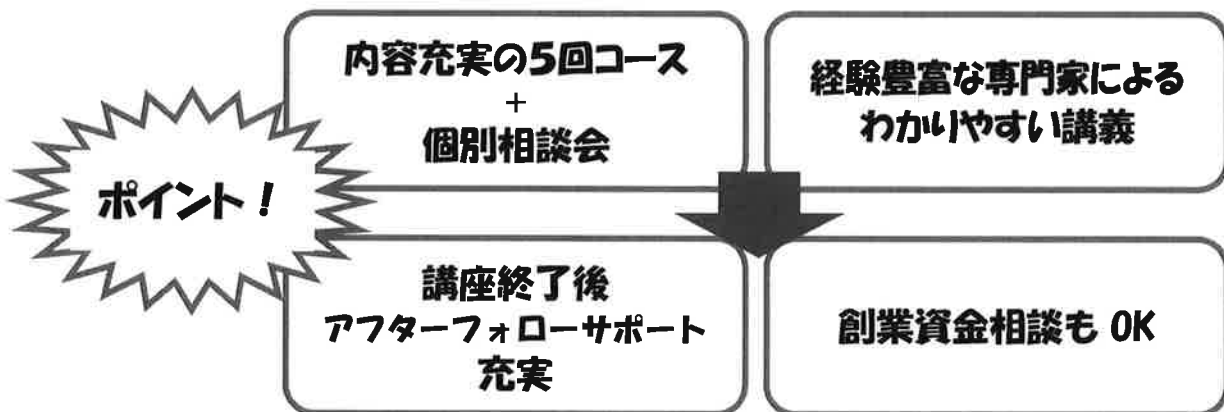 ポイント！
内容充実の5回コース
+
個別相談会
経験豊富な専門家による
わかりやすい講義
講座終了後
アフターフォローサポート
充実
創業資金相談も OK